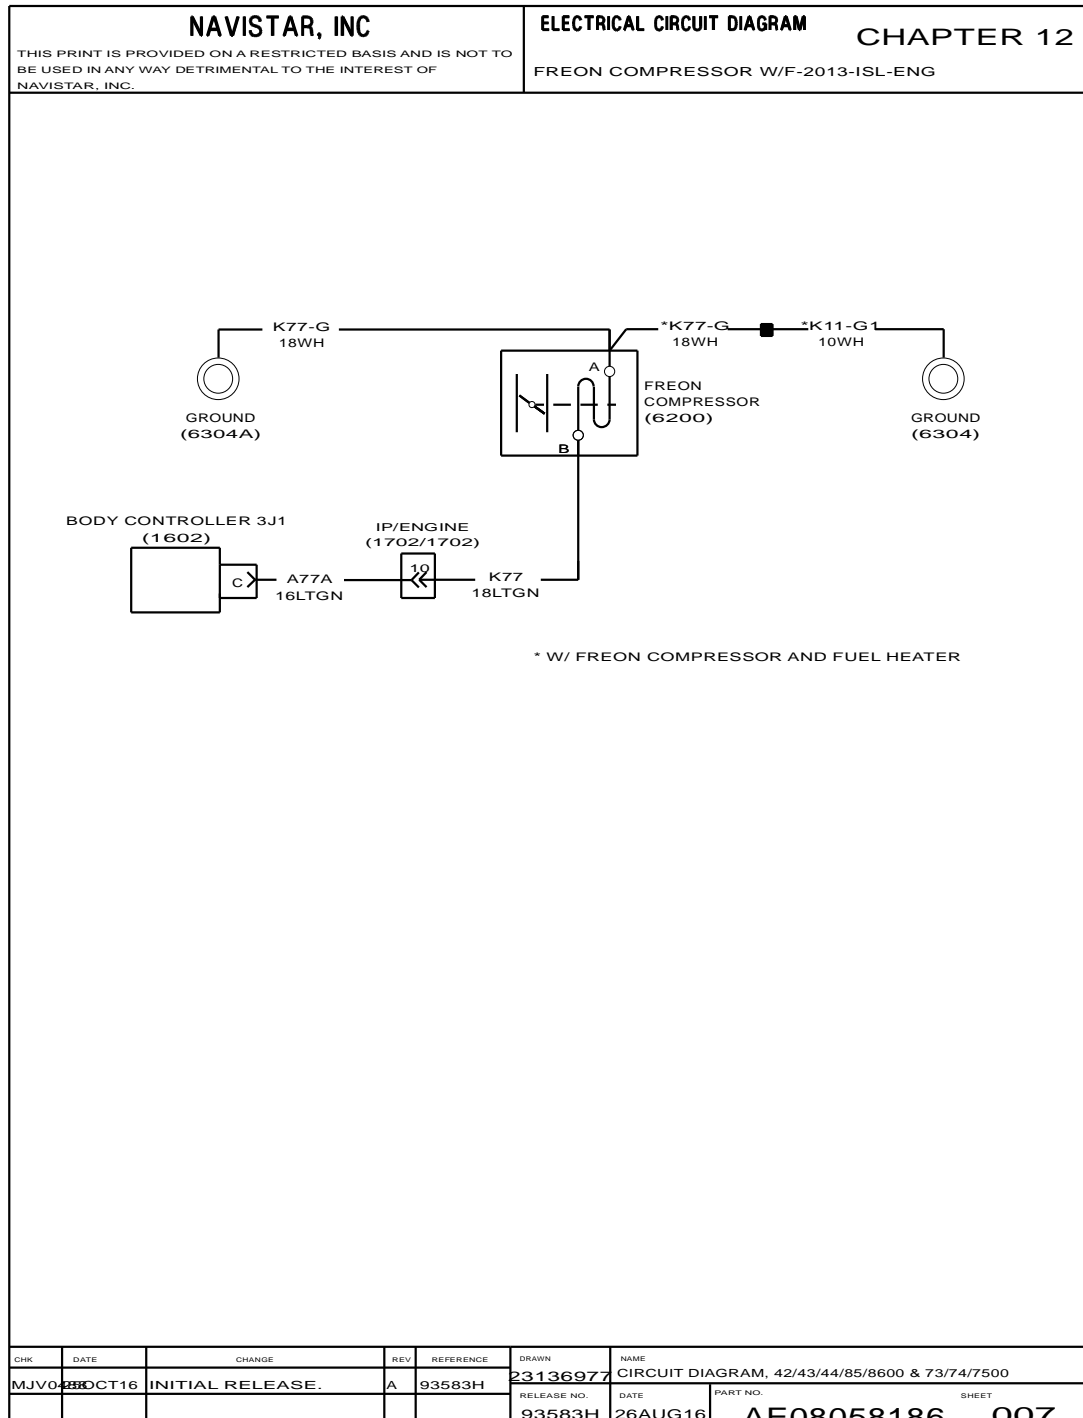 NAVISTAR, INC
THIS PRINT IS PROVIDED ON A RESTRICTED BASIS AND IS NOT TO
BE USED IN ANY WAY DETRIMENTAL TO THE INTEREST OF
NAVISTAR, INC.
ELECTRICAL CIRCUIT DIAGRAM
CHAPTER 12
FREON COMPRESSOR W/F-2013-ISL-ENG
K77-G
18WH
*K77-G
18WH
*K11-G1
10WH
A
B
FREON
COMPRESSOR
(6200)
GROUND
(6304A)
GROUND
(6304)
BODY CONTROLLER 3J1
(1602)
IP/ENGINE
(1702/1702)
C
A77A
16LTGN
10
K77
18LTGN
* W/ FREON COMPRESSOR AND FUEL HEATER
CHK DATE CHANGE REV REFERENCE
OCT16 INITIAL RELEASE. A 93583H
DRAWN
23136977
NAME
CIRCUIT DIAGRAM, 42/43/44/85/8600 & 73/74/7500
RELEASE NO.
93583H
DATE
26AUG16
PART NO.
AE08058186
SHEET
007